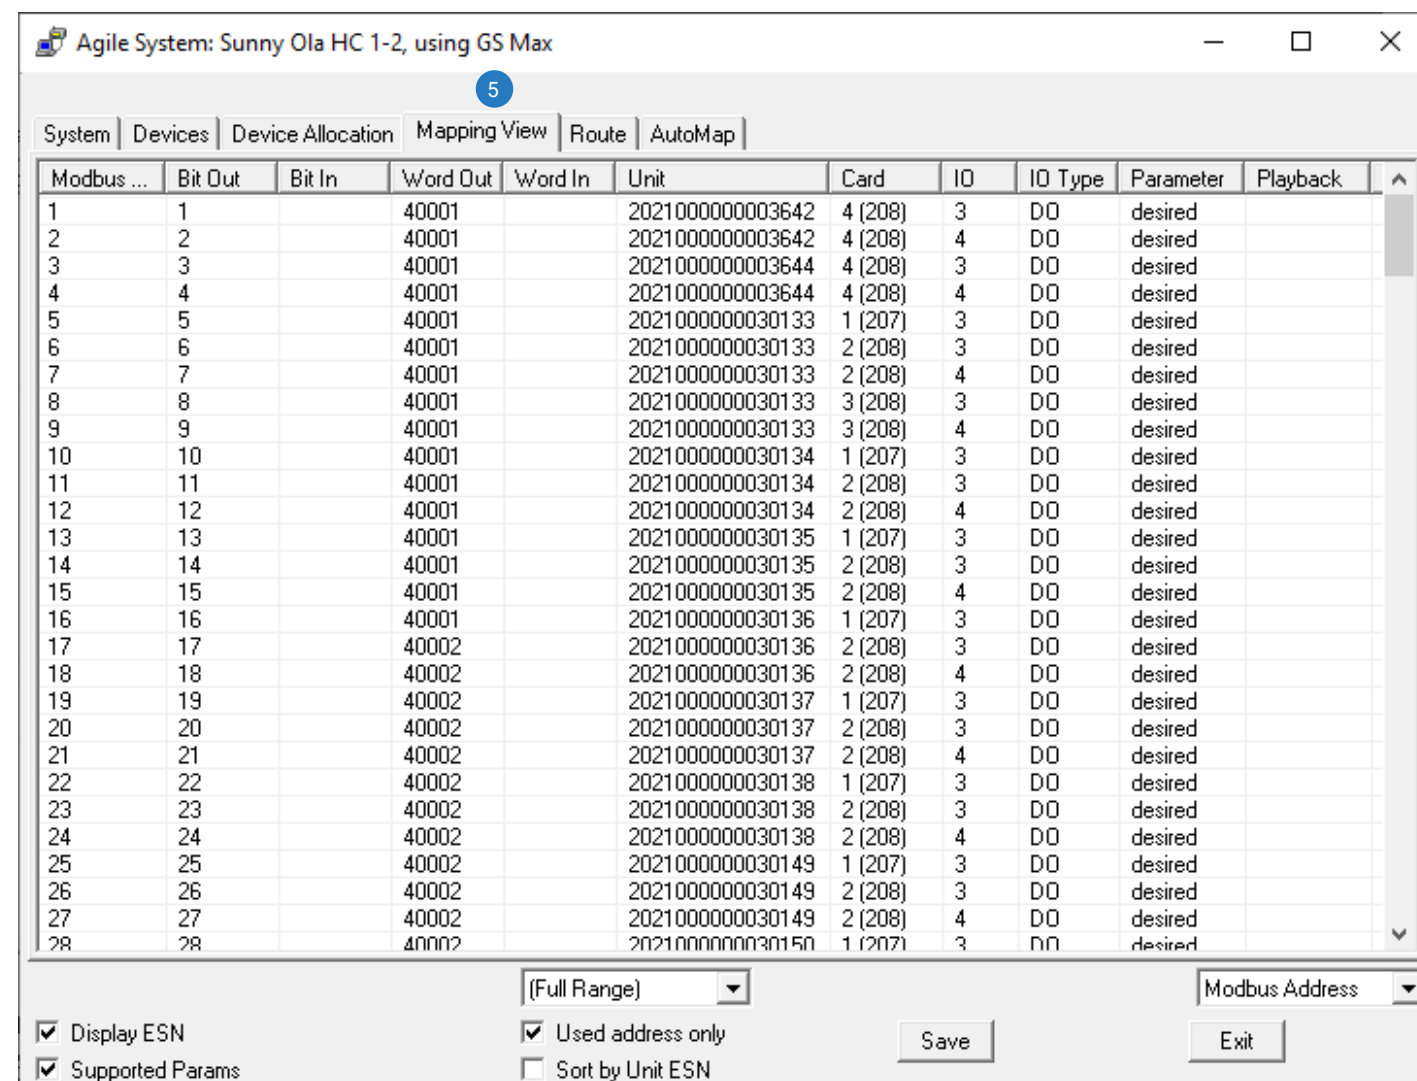 Agile System: Sunny Ola HC 1-2, using GS Max
5
System Devices Device Allocation Mapping View Route AutoMap
Modbus ... Bit Out Bit In Word Out Word In Unit Card IO IO Type Parameter Playback
1 1 40001 2021000000003642 4 (208) 3 DO desired
2 2 40001 2021000000003642 4 (208) 4 DO desired
3 3 40001 2021000000003644 4 (208) 3 DO desired
4 4 40001 2021000000003644 4 (208) 4 DO desired
5 5 40001 2021000000030133 1 (207) 3 DO desired
6 6 40001 2021000000030133 2 (208) 3 DO desired
7 7 40001 2021000000030133 2 (208) 4 DO desired
8 8 40001 2021000000030133 3 (208) 3 DO desired
9 9 40001 2021000000030133 3 (208) 4 DO desired
10 10 40001 2021000000030134 1 (207) 3 DO desired
11 11 40001 2021000000030134 2 (208) 3 DO desired
12 12 40001 2021000000030134 2 (208) 4 DO desired
13 13 40001 2021000000030135 1 (207) 3 DO desired
14 14 40001 2021000000030135 2 (208) 3 DO desired
15 15 40001 2021000000030135 2 (208) 4 DO desired
16 16 40001 2021000000030136 1 (207) 3 DO desired
17 17 40002 2021000000030136 2 (208) 3 DO desired
18 18 40002 2021000000030136 2 (208) 4 DO desired
19 19 40002 2021000000030137 1 (207) 3 DO desired
20 20 40002 2021000000030137 2 (208) 3 DO desired
21 21 40002 2021000000030137 2 (208) 4 DO desired
22 22 40002 2021000000030138 1 (207) 3 DO desired
23 23 40002 2021000000030138 2 (208) 3 DO desired
24 24 40002 2021000000030138 2 (208) 4 DO desired
25 25 40002 2021000000030149 1 (207) 3 DO desired
26 26 40002 2021000000030149 2 (208) 3 DO desired
27 27 40002 2021000000030149 2 (208) 4 DO desired
28 28 40002 2021000000030150 1 (207) 3 DO desired
(Full Range) Modbus Address
Display ESN Used address only Save Exit
Supported Params Sort by Unit ESN